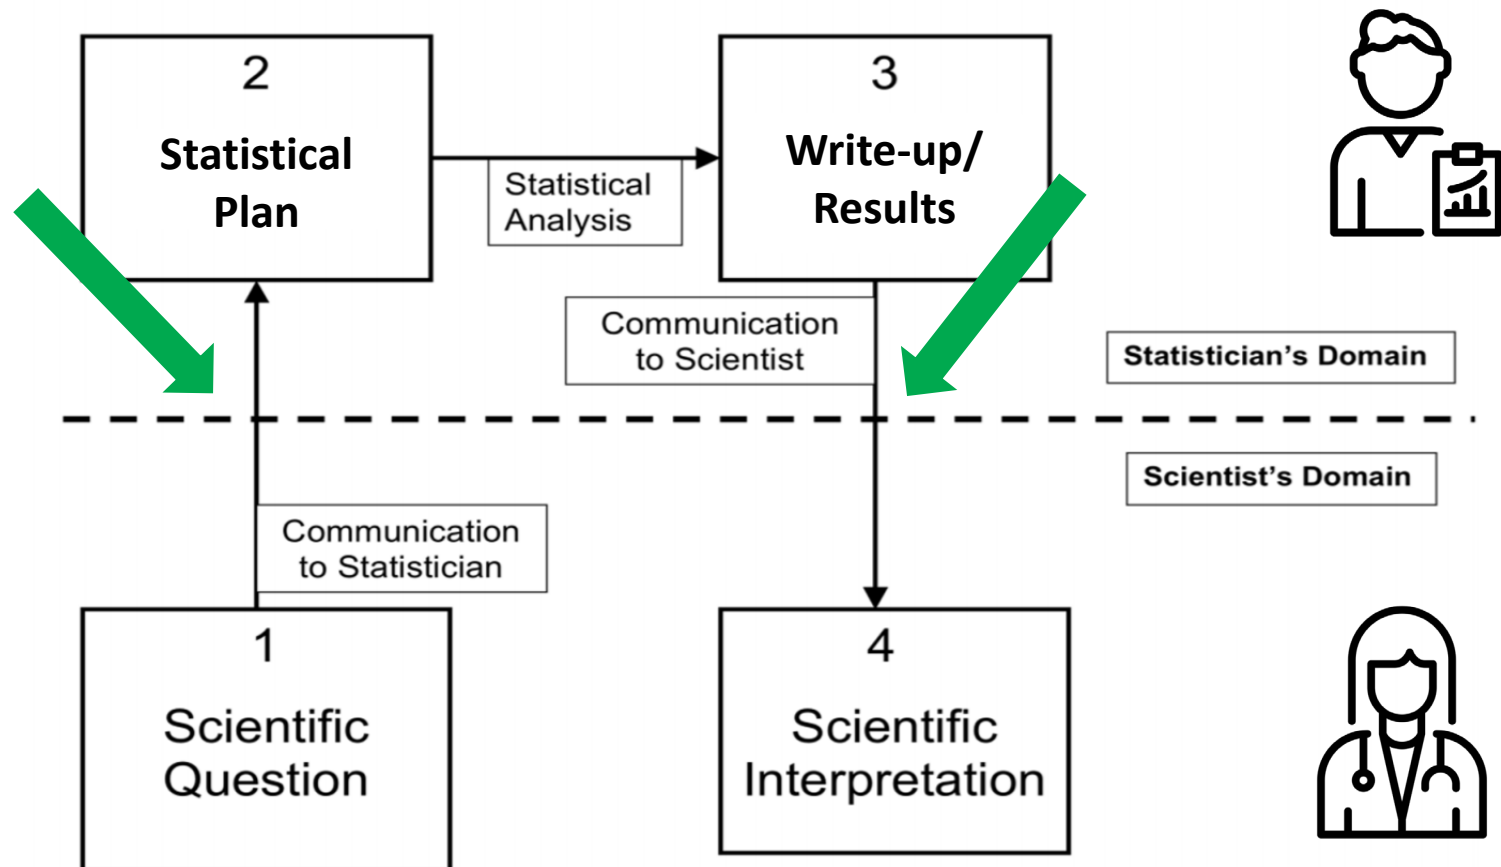 2
Statistical
Plan
Statistical
Analysis
3
Write-up/
Results
Communication
to Scientist
Statistician’s Domain
Scientist’s Domain
Communication
to Statistician
1
Scientific
Question
4
Scientific
Interpretation